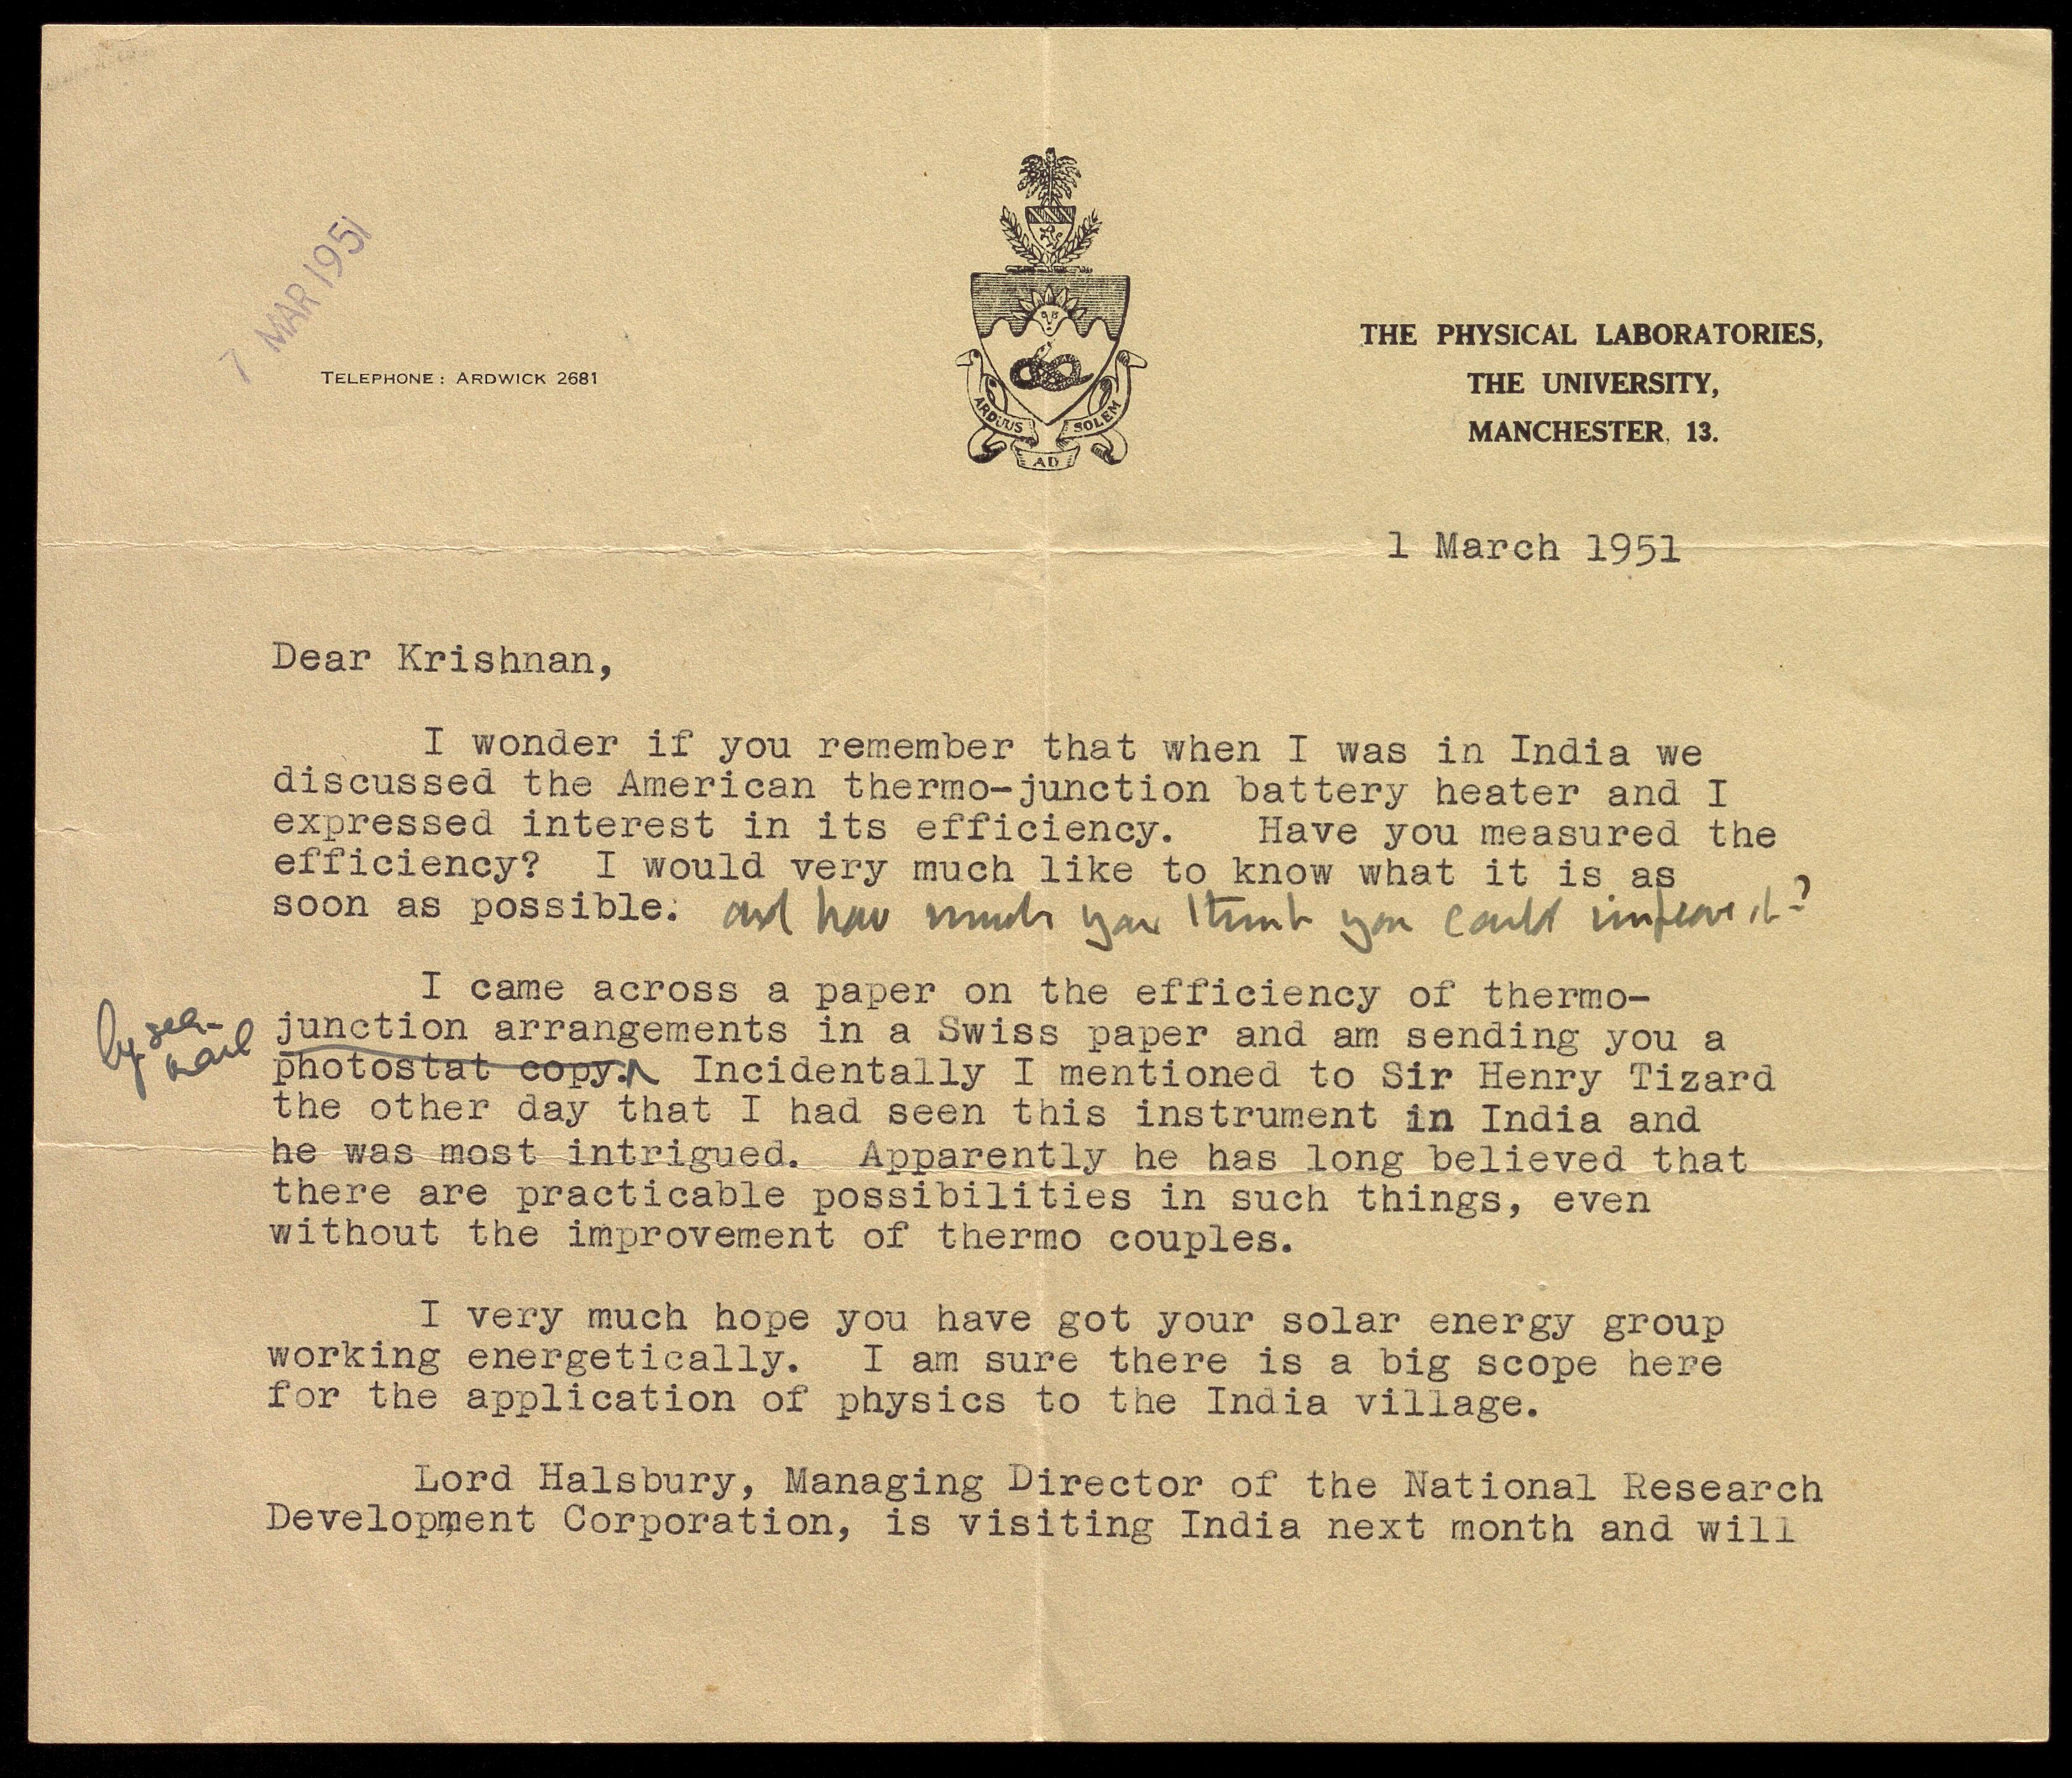 7 MAR 1951
TELEPHONE: ARDWICK 2681
ARDUUS AD SOLEM
THE PHYSICAL LABORATORIES,
THE UNIVERSITY,
MANCHESTER, 13.
1 March 1951
Dear Krishnan,
I wonder if you remember that when I was in India we
discussed the American thermo-junction battery heater and I
expressed interest in its efficiency. Have you measured the
efficiency? I would very much like to know what it is as
soon as possible. and how much you think you could improve it?
I came across a paper on the efficiency of thermo-
junction arrangements in a Swiss paper and am sending you a
by sea-
mail
photostat copy. Incidentally I mentioned to Sir Henry Tizard
the other day that I had seen this instrument in India and
he was most intrigued. Apparently he has long believed that
there are practicable possibilities in such things, even
without the improvement of thermo couples.
I very much hope you have got your solar energy group
working energetically. I am sure there is a big scope here
for the application of physics to the India village.
Lord Halsbury, Managing Director of the National Research
Development Corporation, is visiting India next month and will